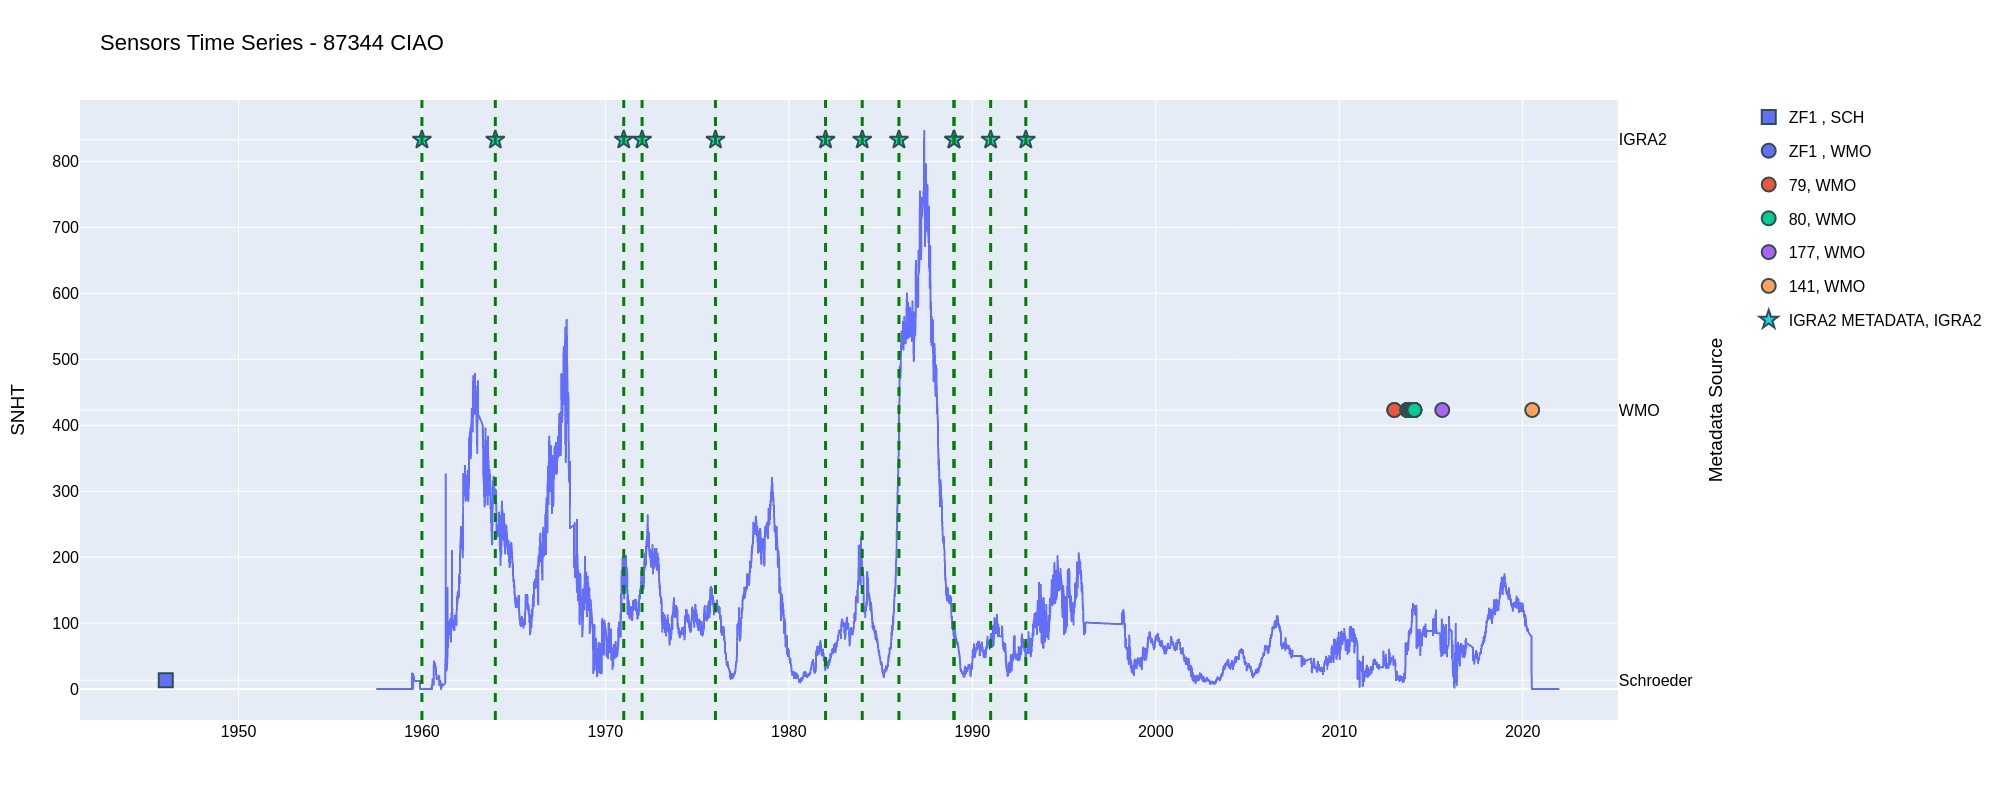 Sensors Time Series - 87344 CIAO
SNHT
800
700
600
500
400
300
200
100
0
1950
1960
1970
1980
1990
2000
2010
2020
IGRA2
WMO
Schroeder
Metadata Source
ZF1 , SCH
ZF1 , WMO
79, WMO
80, WMO
177, WMO
141, WMO
IGRA2 METADATA, IGRA2